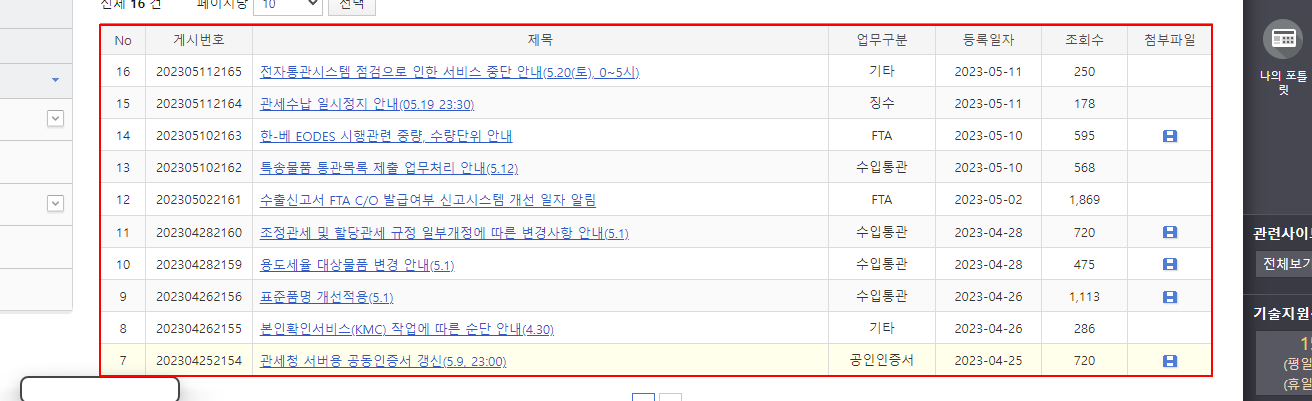 전체 16 건 페이지당 10 선택
No 게시번호 제목 업무구분 등록일자 조회수 첨부파일
16 202305112165 전자통관시스템 점검으로 인한 서비스 중단 안내(5.20(토), 0~5시) 기타 2023-05-11 250
15 202305112164 관세수납 일시정지 안내(05.19 23:30) 징수 2023-05-11 178
14 202305102163 한-베 EODES 시행관련 중량, 수량단위 안내 FTA 2023-05-10 595
13 202305102162 특송물품 통관목록 제출 업무처리 안내(5.12) 수입통관 2023-05-10 568
12 202305022161 수출신고서 FTA C/O 발급여부 신고시스템 개선 일자 알림 FTA 2023-05-02 1,869
11 202304282160 조정관세 및 할당관세 규정 일부개정에 따른 변경사항 안내(5.1) 수입통관 2023-04-28 720
10 202304282159 용도세율 대상물품 변경 안내(5.1) 수입통관 2023-04-28 475
9 202304262156 표준품명 개선적용(5.1) 수입통관 2023-04-26 1,113
8 202304262155 본인확인서비스(KMC) 작업에 따른 순단 안내(4.30) 기타 2023-04-26 286
7 202304252154 관세청 서버용 공동인증서 갱신(5.9, 23:00) 공인인증서 2023-04-25 720
나의 포틀
릿
관련사이트
전체보기
기술지원
(평일
(휴일